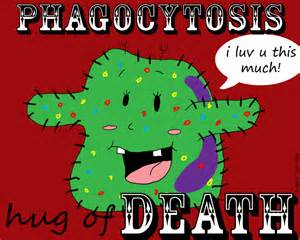 PHAGOCYTOSIS
i luv u this
much!
hug of DEATH